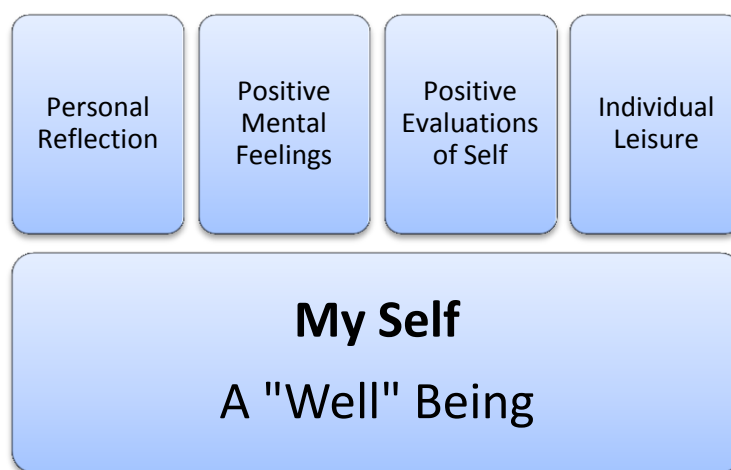 Personal
Reflection
Positive
Mental
Feelings
Positive
Evaluations
of Self
Individual
Leisure
My Self
A "Well" Being